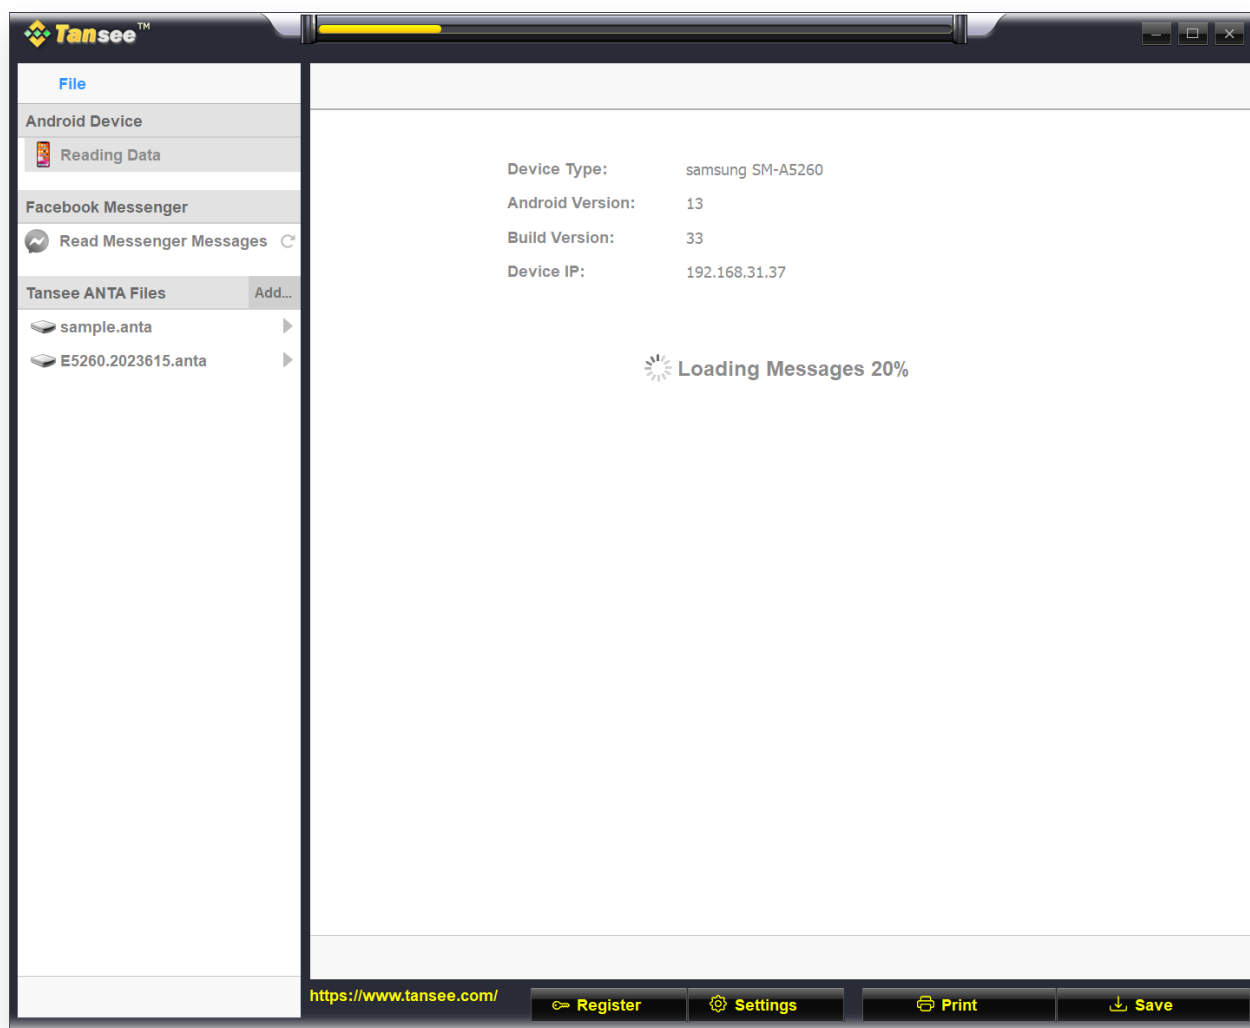 Tansee™
File
Android Device
Reading Data
Facebook Messenger
Read Messenger Messages
Tansee ANTA Files Add...
sample.anta
E5260.2023615.anta
Device Type: samsung SM-A5260
Android Version: 13
Build Version: 33
Device IP: 192.168.31.37
Loading Messages 20%
https://www.tansee.com/ Register Settings Print Save